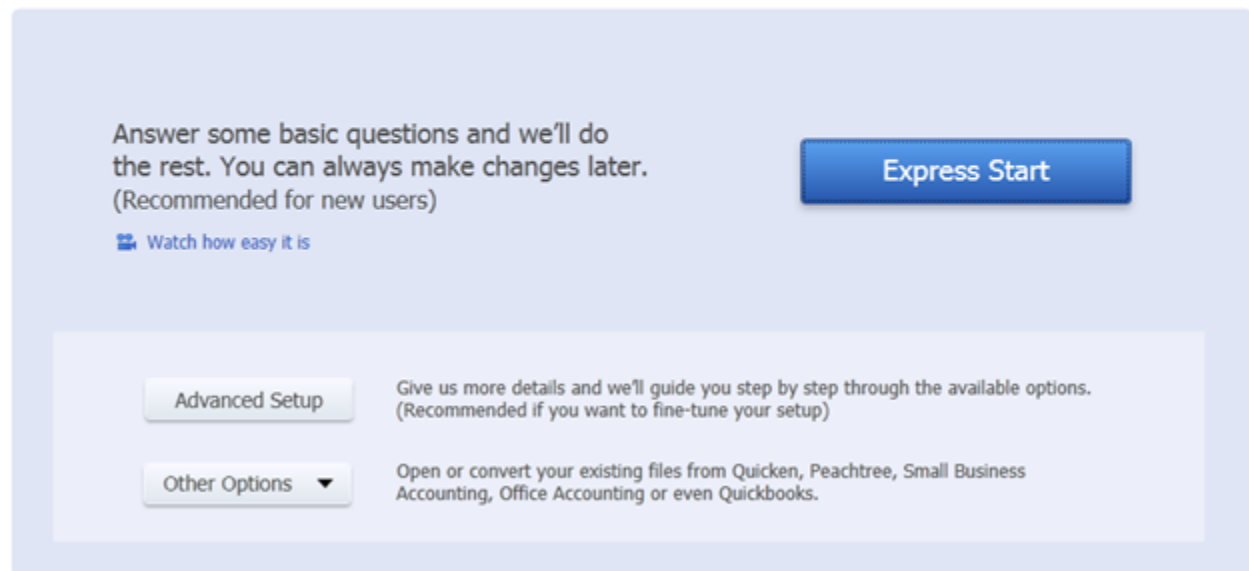 Answer some basic questions and we'll do
the rest. You can always make changes later.
(Recommended for new users)
Watch how easy it is
Express Start
Advanced Setup
Give us more details and we'll guide you step by step through the available options.
(Recommended if you want to fine-tune your setup)
Other Options
Open or convert your existing files from Quicken, Peachtree, Small Business
Accounting, Office Accounting or even Quickbooks.